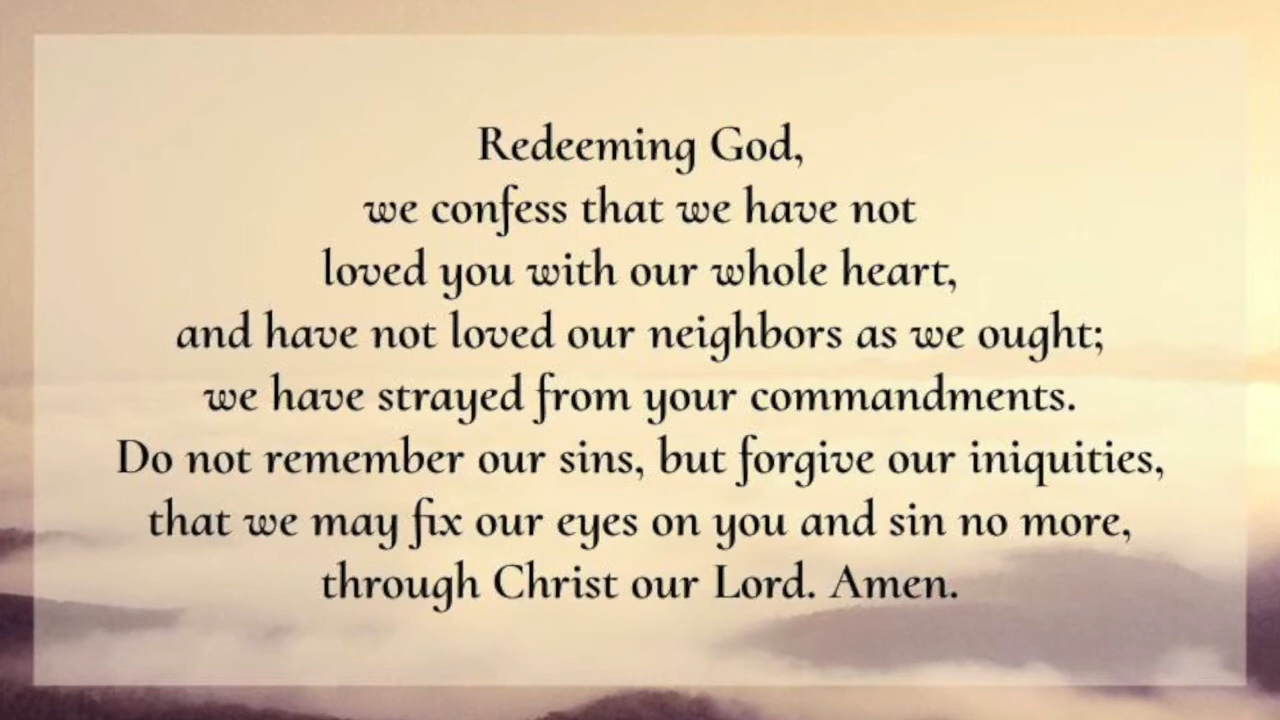 Redeeming God,
we confess that we have not
loved you with our whole heart,
and have not loved our neighbors as we ought;
we have strayed from your commandments.
Do not remember our sins, but forgive our iniquities,
that we may fix our eyes on you and sin no more,
through Christ our Lord. Amen.